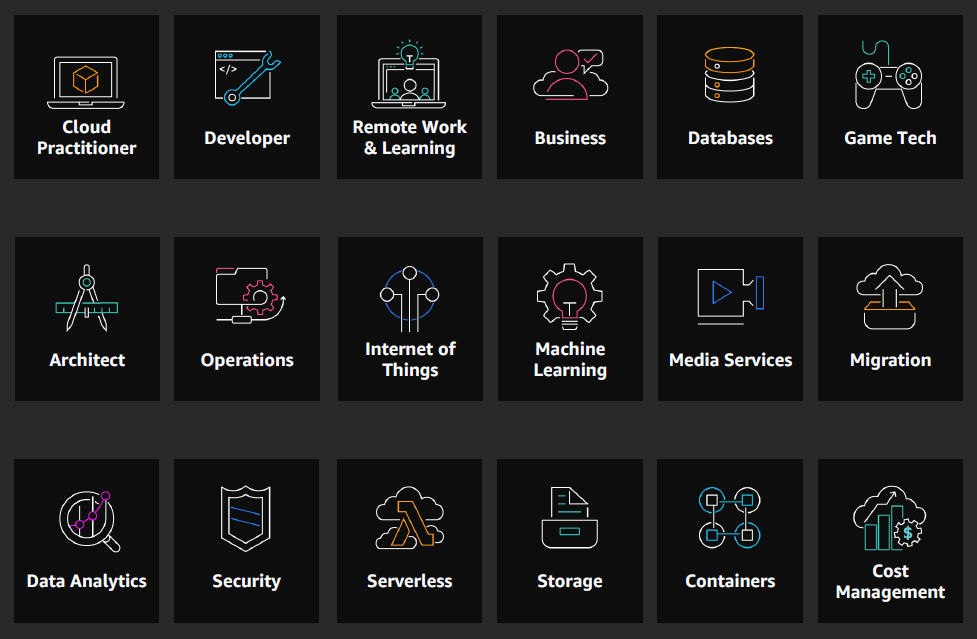 Cloud
Practitioner
</>
Developer
Remote Work
& Learning
Business
Databases
Game Tech
Architect
Operations
Internet of
Things
Machine
Learning
Media Services
Migration
Data Analytics
Security
Serverless
Storage
Containers
$
Cost
Management